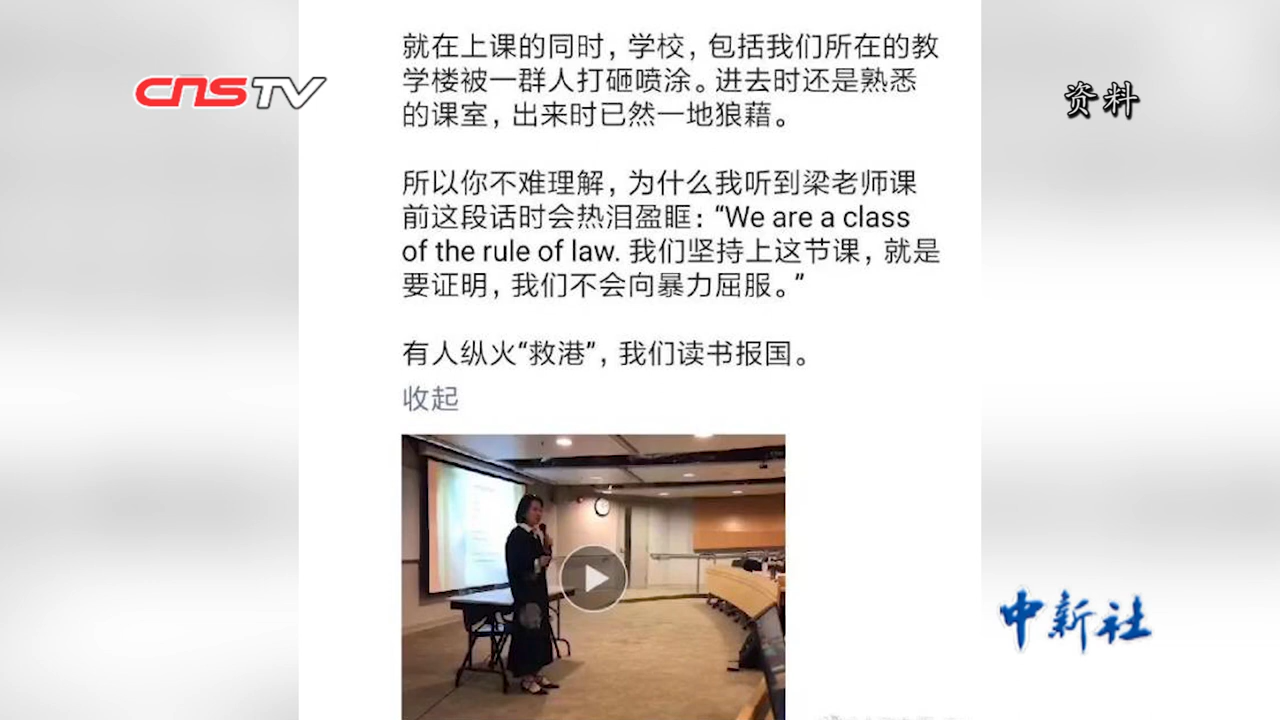 就在上课的同时，学校，包括我们所在的教
学楼被一群人打砸喷涂。进去时还是熟悉
的课室，出来时已然一地狼藉。
CNSTV
资料
所以你不难理解，为什么我听到梁老师课
前这段话时会热泪盈眶：“We are a class
of the rule of law. 我们坚持上这节课，就是
要证明，我们不会向暴力屈服。”
有人纵火“救港”，我们读书报国。
收起
中新社